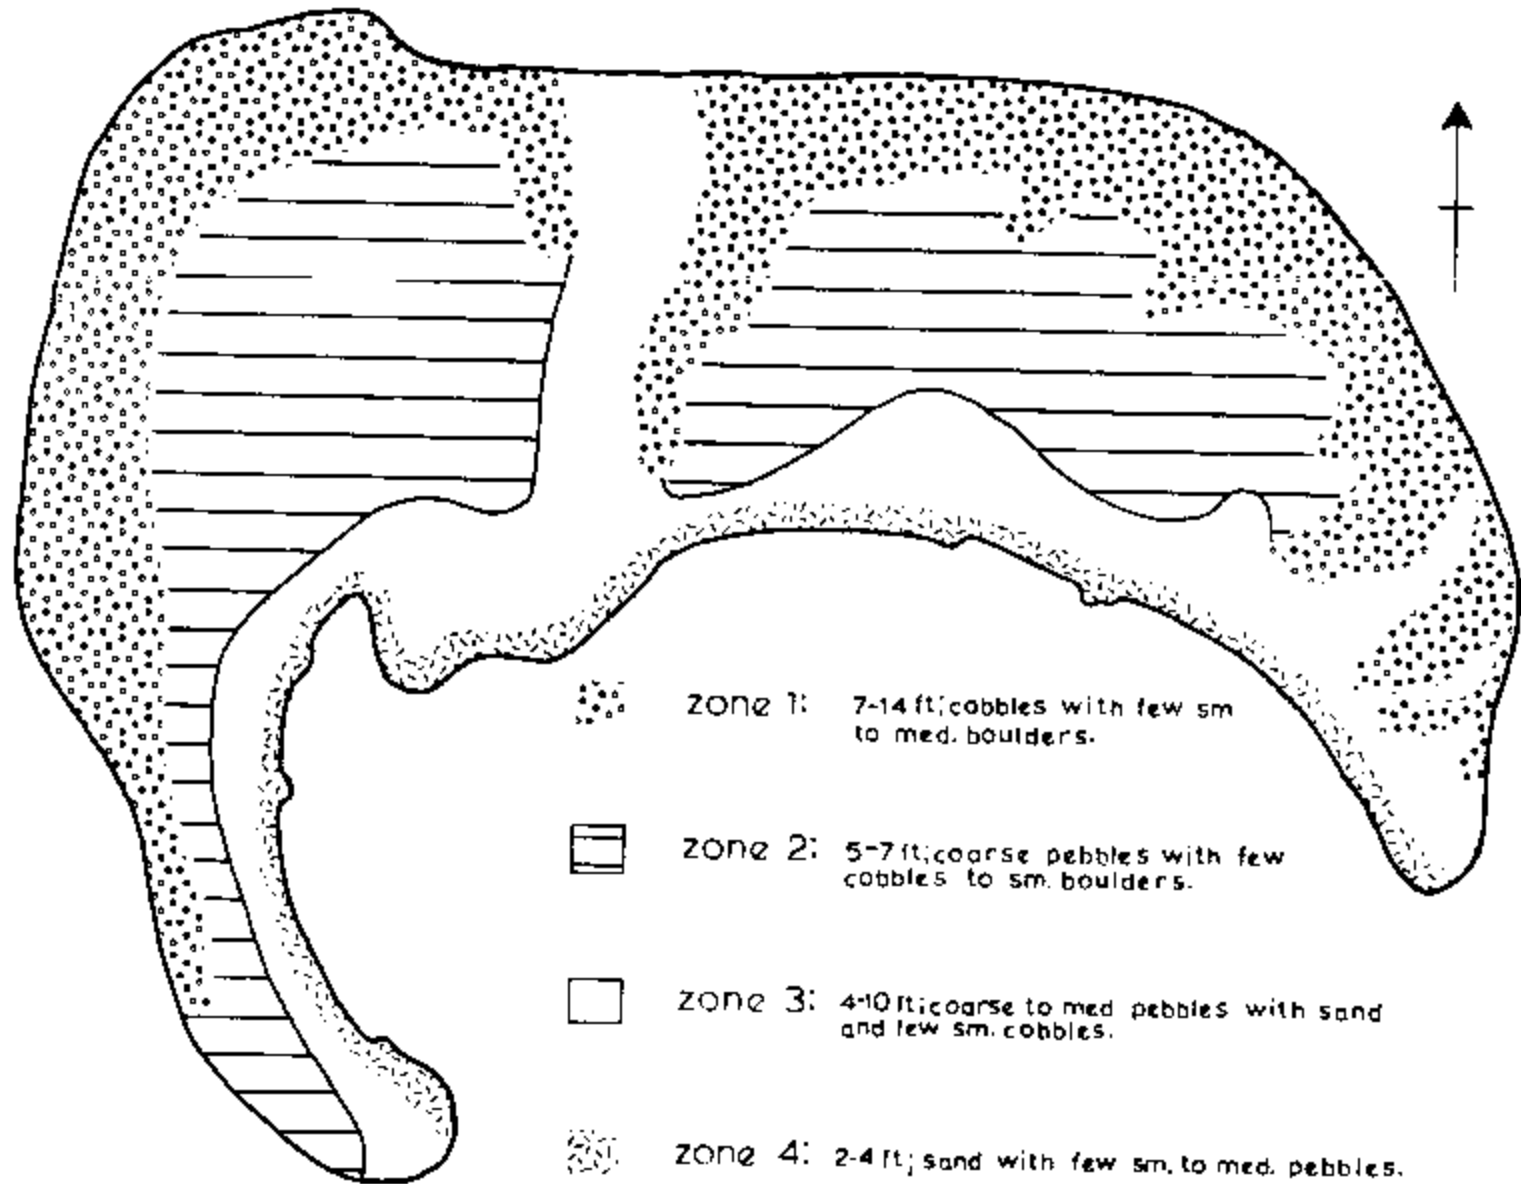 zone 1: 7-14 ft; cobbles with few sm
to med. boulders.
zone 2: 5-7 ft; coarse pebbles with few
cobbles to sm. boulders.
zone 3: 4-10 ft; coarse to med pebbles with sand
and few sm. cobbles.
zone 4: 2-4 ft; sand with few sm. to med. pebbles.